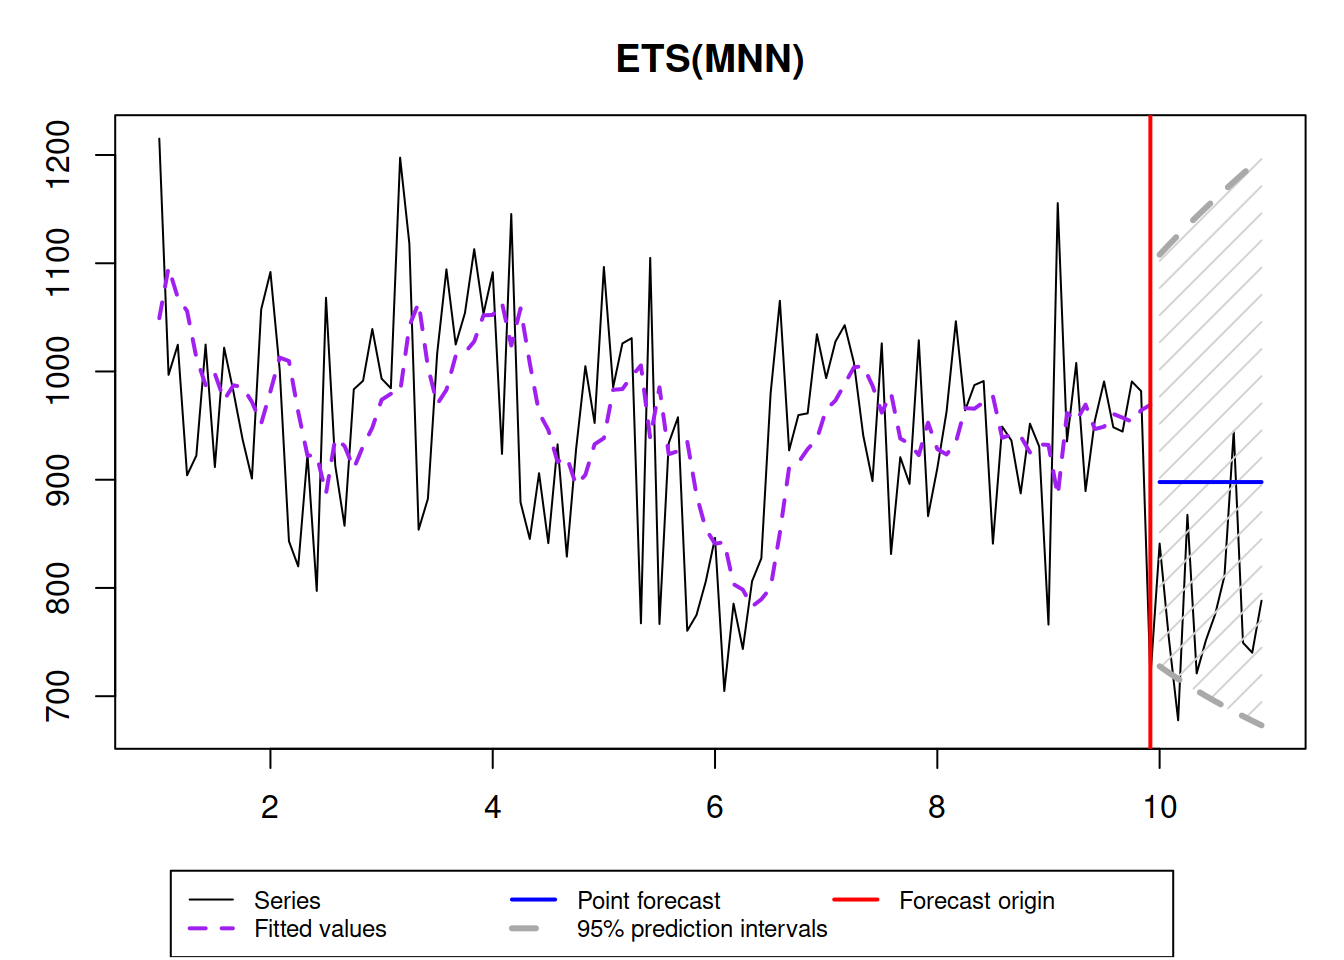 ETS(MNN)
1200
1100
1000
900
800
700
2 4 6 8 10
Series Point forecast Forecast origin
Fitted values 95% prediction intervals